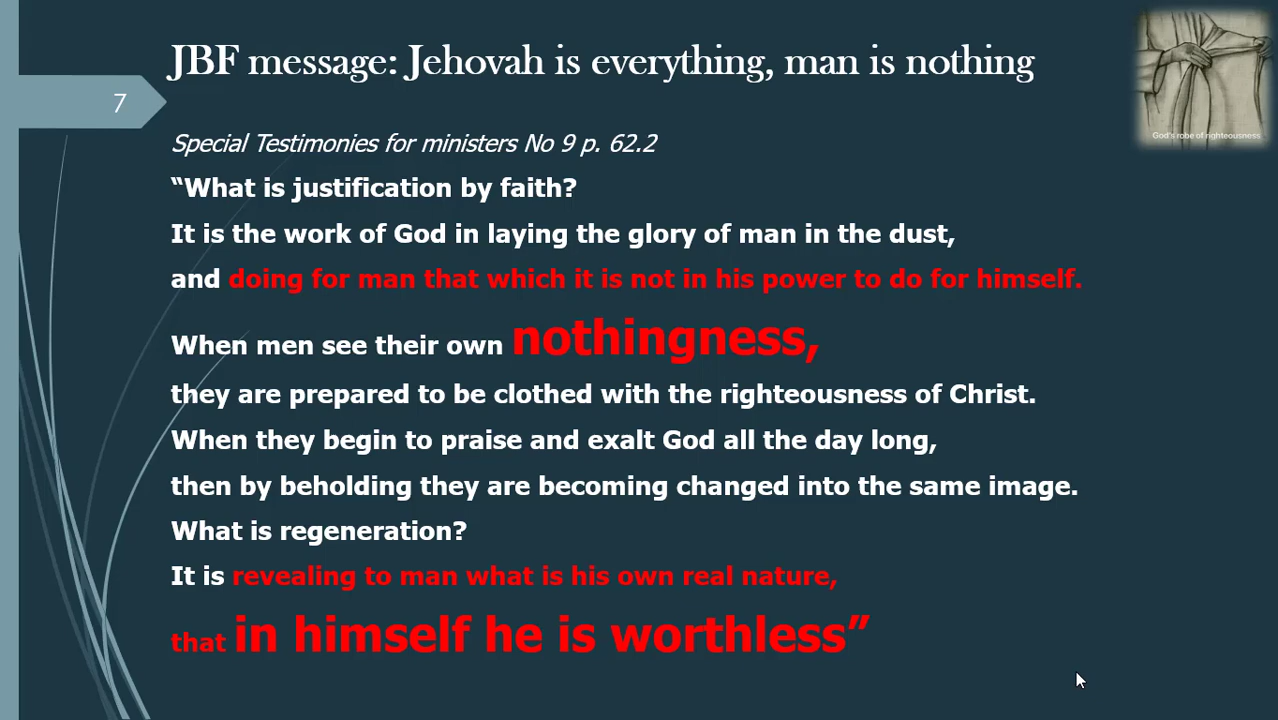 JBF message: Jehovah is everything, man is nothing
7
God's robe of righteousness
Special Testimonies for ministers No 9 p. 62.2
“What is justification by faith?
It is the work of God in laying the glory of man in the dust,
and doing for man that which it is not in his power to do for himself.
When men see their own nothingness,
they are prepared to be clothed with the righteousness of Christ.
When they begin to praise and exalt God all the day long,
then by beholding they are becoming changed into the same image.
What is regeneration?
It is revealing to man what is his own real nature,
that in himself he is worthless”